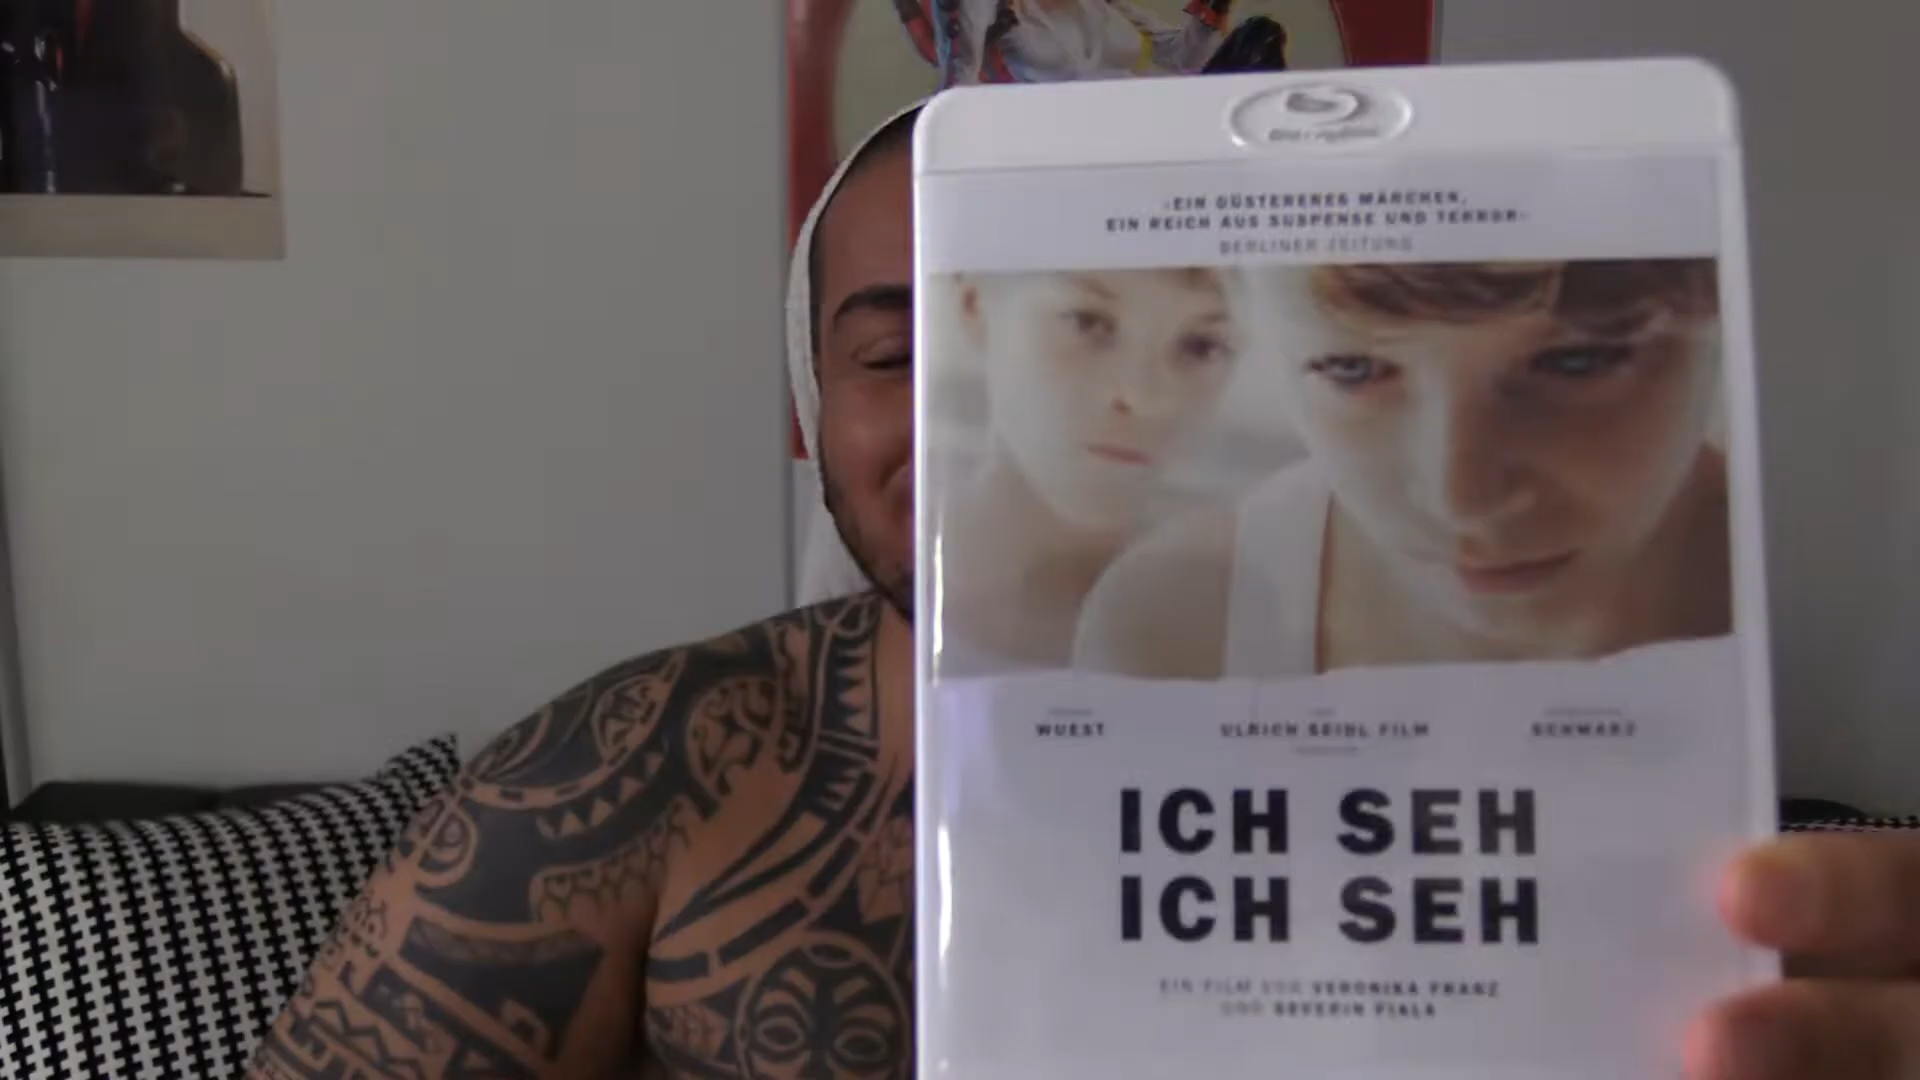 »EIN DÜSTERERES MÄRCHEN,
EIN REICH AUS SUSPENSE UND TERROR«
BERLINER ZEITUNG
WUEST
ULRICH SEIDL FILM
SCHWARZ
ICH SEH
ICH SEH
EIN FILM VON VERONIKA FRANZ
UND SEVERIN FIALA